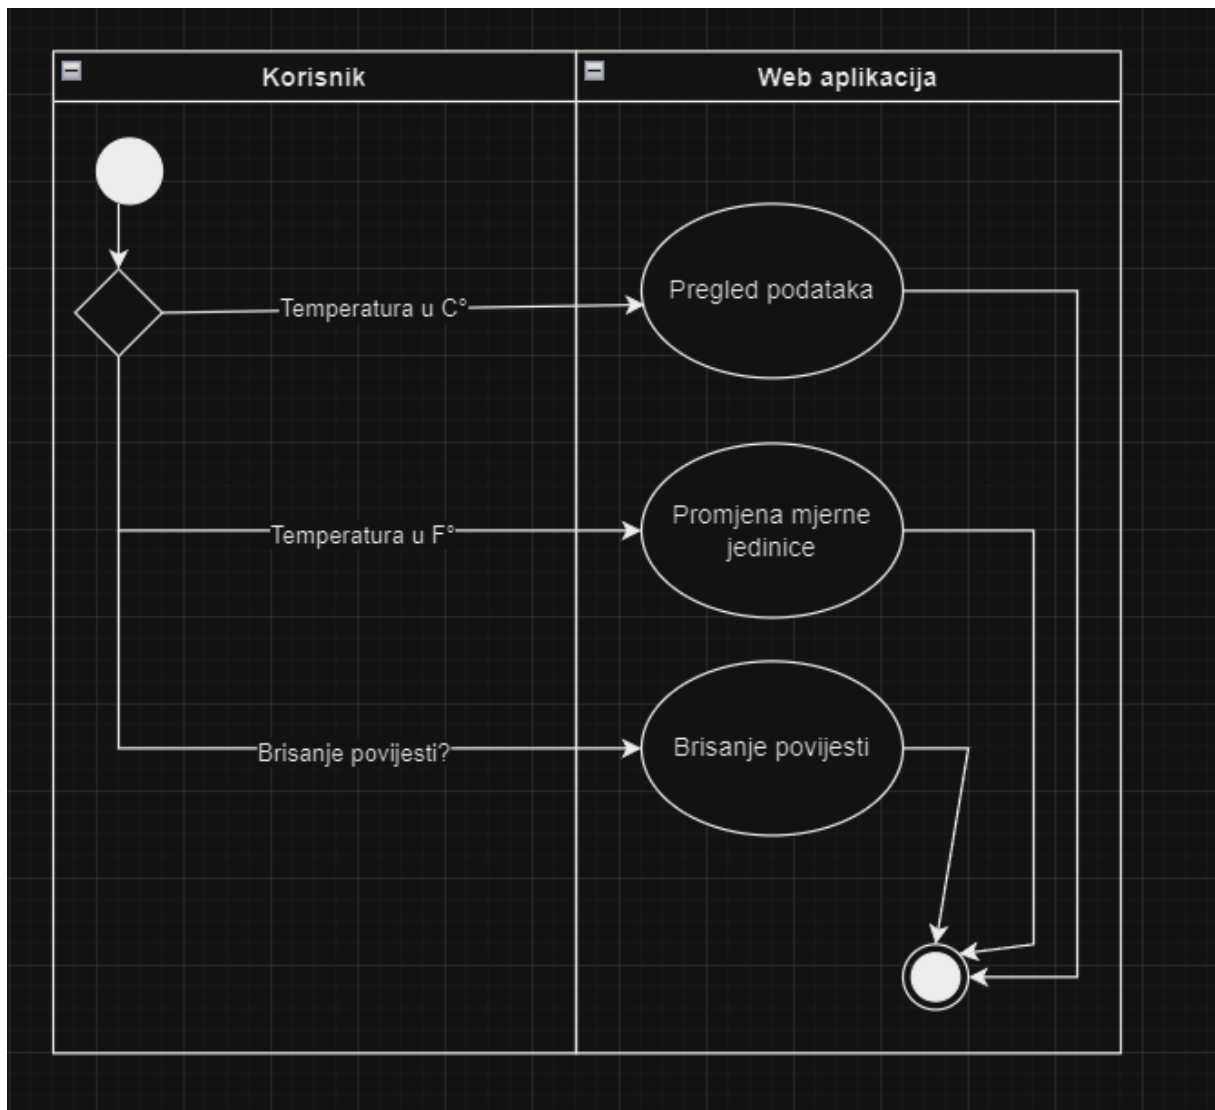 Korisnik
Web aplikacija
Temperatura u C°
Pregled podataka
Temperatura u F°
Promjena mjerne
jedinice
Brisanje povijesti?
Brisanje povijesti